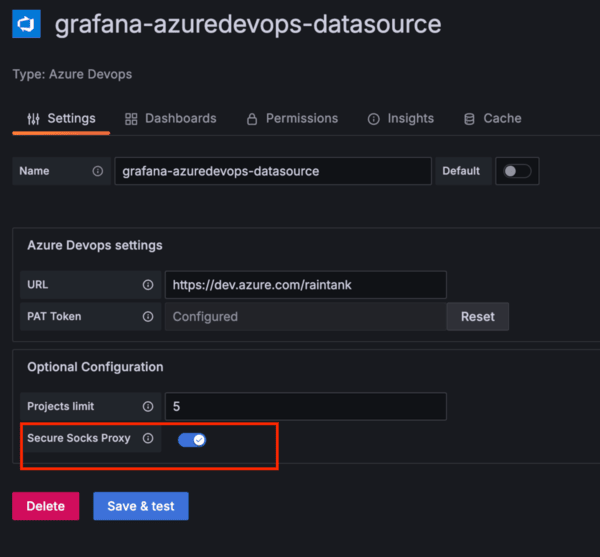 grafana-azuredevops-datasource
Type: Azure Devops
Settings Dashboards Permissions Insights Cache
Name grafana-azuredevops-datasource Default
Azure Devops settings
URL https://dev.azure.com/raintank
PAT Token Configured Reset
Optional Configuration
Projects limit 5
Secure Socks Proxy
Delete Save & test